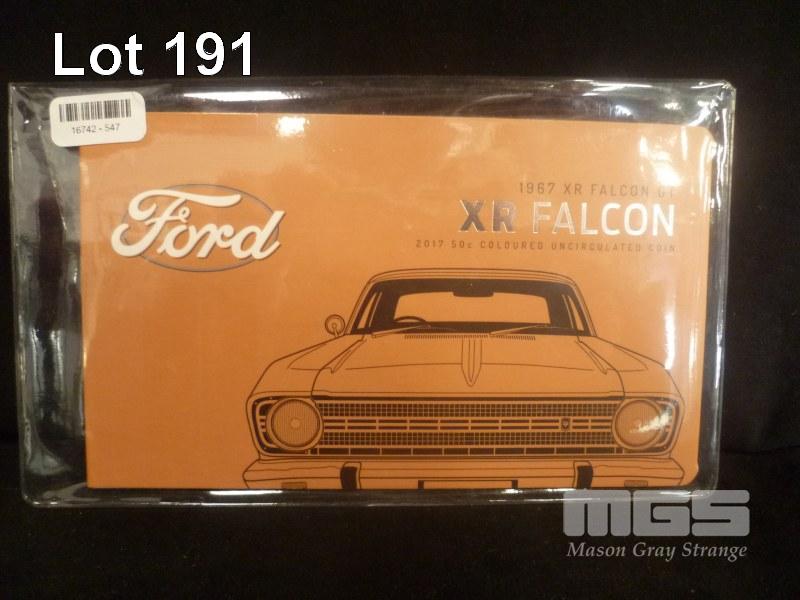 Lot 191
16742 - 547
Ford
1967 XR FALCON GT
XR FALCON
2017 50c COLOURED UNCIRCULATED COIN
MGS
Mason Gray Strange